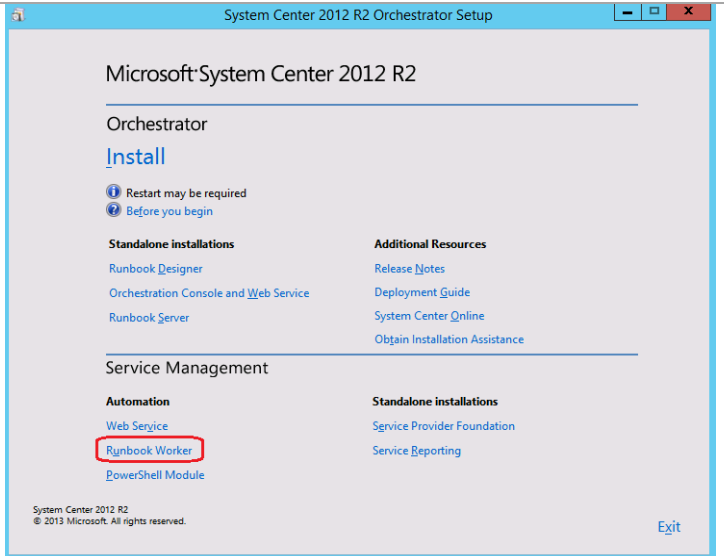 System Center 2012 R2 Orchestrator Setup
Microsoft System Center 2012 R2
Orchestrator
Install
Restart may be required
Before you begin
Standalone installations
Runbook Designer
Orchestration Console and Web Service
Runbook Server
Additional Resources
Release Notes
Deployment Guide
System Center Online
Obtain Installation Assistance
Service Management
Automation
Web Service
Runbook Worker
PowerShell Module
Standalone installations
Service Provider Foundation
Service Reporting
System Center 2012 R2
© 2013 Microsoft. All rights reserved.
Exit